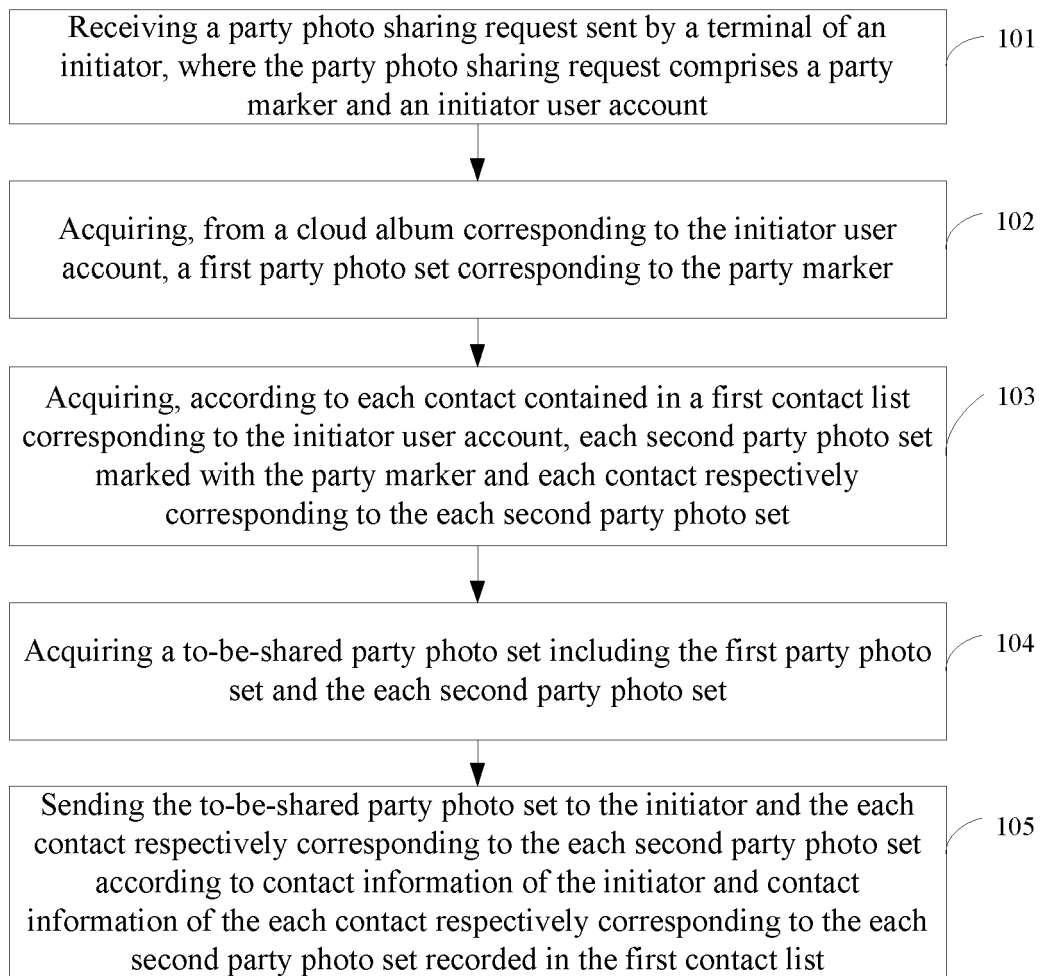 Receiving a party photo sharing request sent by a terminal of an
initiator, where the party photo sharing request comprises a party
marker and an initiator user account
101
Acquiring, from a cloud album corresponding to the initiator user
account, a first party photo set corresponding to the party marker
102
Acquiring, according to each contact contained in a first contact list
corresponding to the initiator user account, each second party photo set
marked with the party marker and each contact respectively
corresponding to the each second party photo set
103
Acquiring a to-be-shared party photo set including the first party photo
set and the each second party photo set
104
Sending the to-be-shared party photo set to the initiator and the each
contact respectively corresponding to the each second party photo set
according to contact information of the initiator and contact
information of the each contact respectively corresponding to the each
second party photo set recorded in the first contact list
105